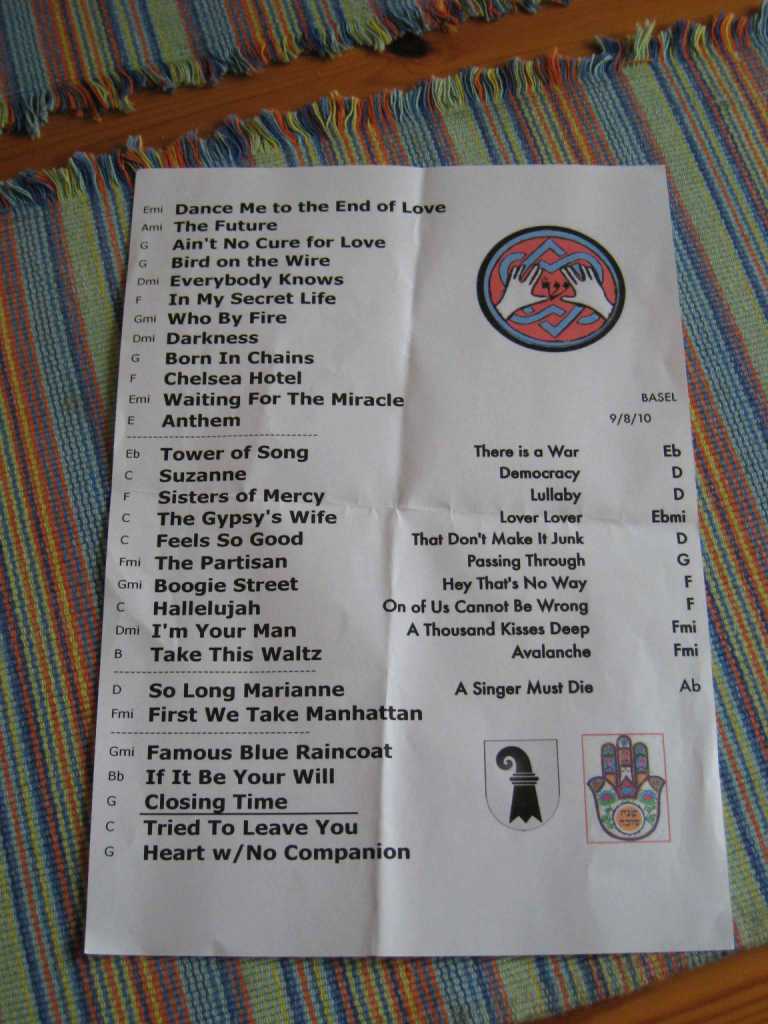 Emi Dance Me to the End of Love
Ami The Future
G Ain't No Cure for Love
G Bird on the Wire
Dmi Everybody Knows
F In My Secret Life
Gmi Who By Fire
Dmi Darkness
G Born In Chains
F Chelsea Hotel
Emi Waiting For The Miracle
E Anthem
BASEL
9/8/10
Eb Tower of Song
C Suzanne
F Sisters of Mercy
C The Gypsy's Wife
C Feels So Good
Fmi The Partisan
Gmi Boogie Street
C Hallelujah
Dmi I'm Your Man
B Take This Waltz
There is a War Eb
Democracy D
Lullaby D
Lover Lover Ebmi
That Don't Make It Junk D
Passing Through G
Hey That's No Way F
On of Us Cannot Be Wrong F
A Thousand Kisses Deep Fmi
Avalanche Fmi
D So Long Marianne
Fmi First We Take Manhattan
A Singer Must Die Ab
Gmi Famous Blue Raincoat
Bb If It Be Your Will
G Closing Time
C Tried To Leave You
G Heart w/No Companion